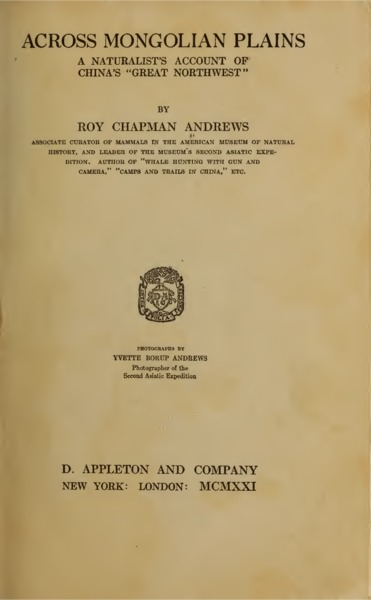 ACROSS MONGOLIAN PLAINS
A NATURALIST'S ACCOUNT OF
CHINA'S "GREAT NORTHWEST"
BY
ROY CHAPMAN ANDREWS
ASSOCIATE CURATOR OF MAMMALS IN THE AMERICAN MUSEUM OF NATURAL
HISTORY, AND LEADER OF THE MUSEUM'S SECOND ASIATIC EXPE-
DITION. AUTHOR OF "WHALE HUNTING WITH GUN AND
CAMERA," "CAMPS AND TRAILS IN CHINA," ETC.
PHOTOGRAPHS BY
YVETTE BORUP ANDREWS
Photographer of the
Second Asiatic Expedition
D. APPLETON AND COMPANY
NEW YORK: LONDON: MCMXXI